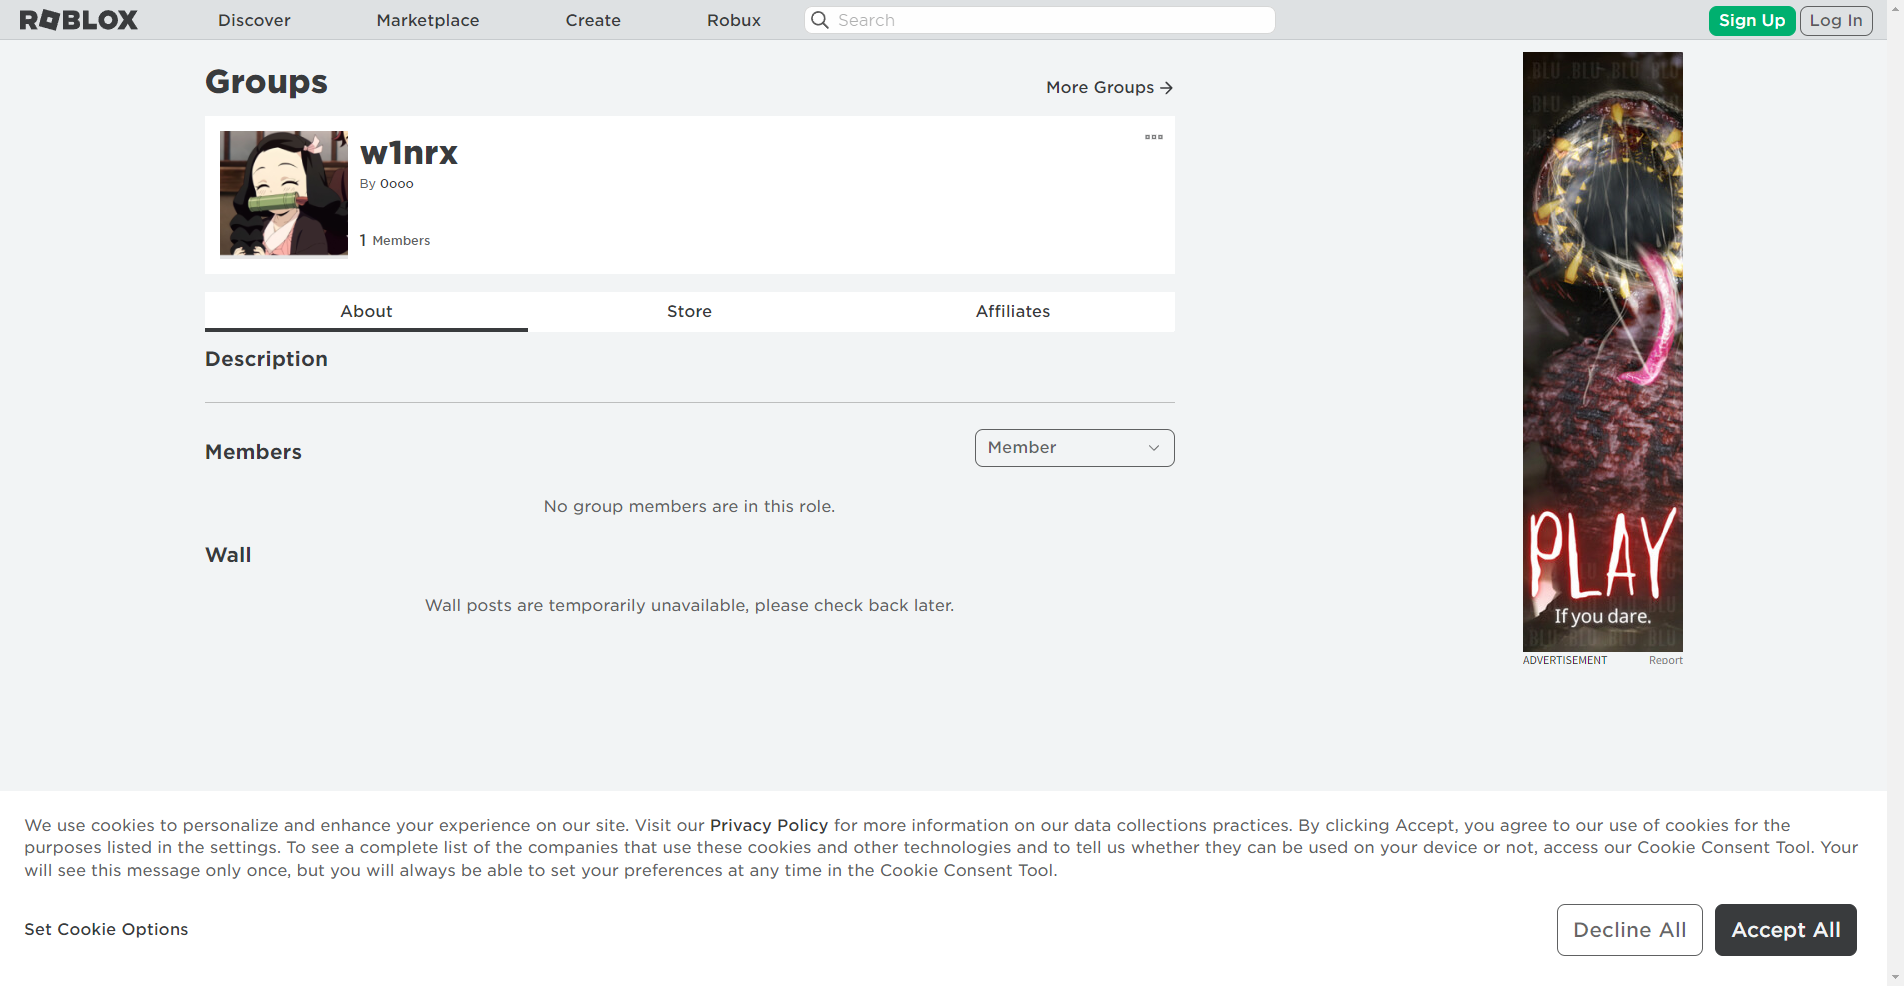 ROBLOX
Discover
Marketplace
Create
Robux
Search
Sign Up
Log In
Groups
More Groups
w1nrx
By 0ooo
1 Members
About
Store
Affiliates
Description
Members
Member
No group members are in this role.
Wall
Wall posts are temporarily unavailable, please check back later.
.BLU .BLU .BLU .BLU
PLAY
If you dare.
BLU .BLU .BLU .BLU
ADVERTISEMENT
Report
We use cookies to personalize and enhance your experience on our site. Visit our Privacy Policy for more information on our data collections practices. By clicking Accept, you agree to our use of cookies for the
purposes listed in the settings. To see a complete list of the companies that use these cookies and other technologies and to tell us whether they can be used on your device or not, access our Cookie Consent Tool. Your
will see this message only once, but you will always be able to set your preferences at any time in the Cookie Consent Tool.
Set Cookie Options
Decline All
Accept All